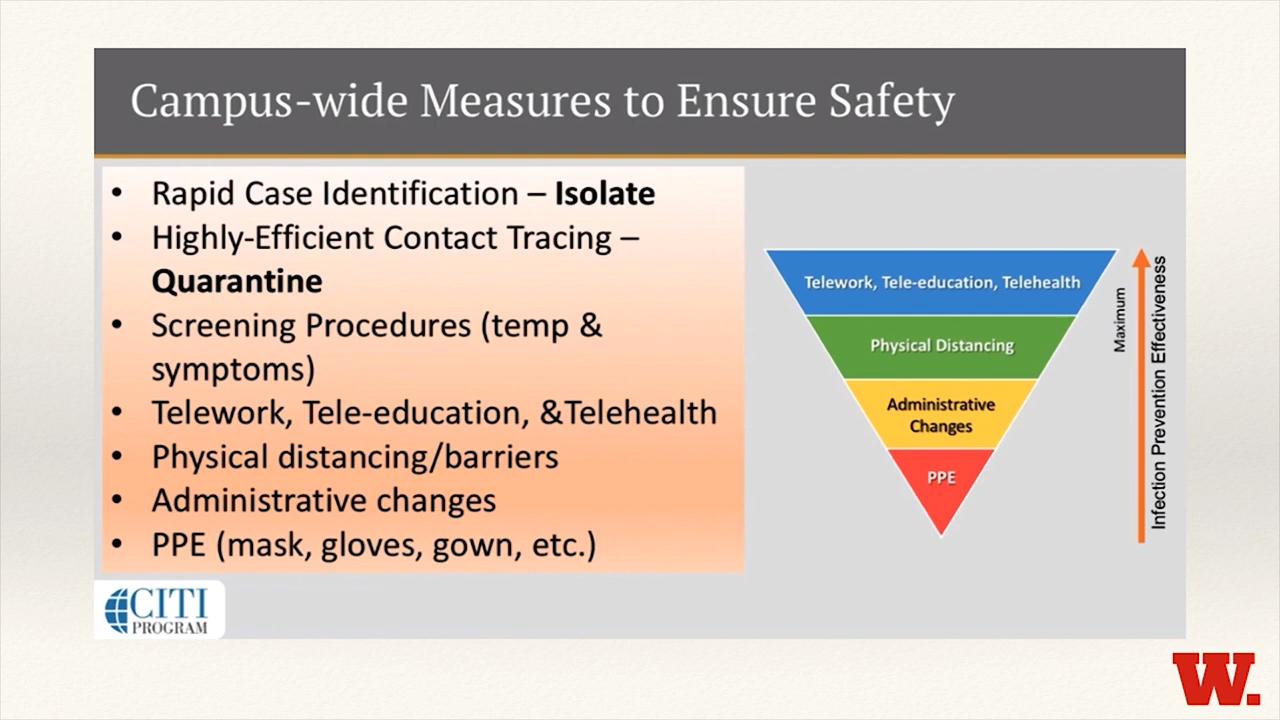 Campus-wide Measures to Ensure Safety
• Rapid Case Identification – Isolate
• Highly-Efficient Contact Tracing –
Quarantine
• Screening Procedures (temp &
symptoms)
• Telework, Tele-education, &Telehealth
• Physical distancing/barriers
• Administrative changes
• PPE (mask, gloves, gown, etc.)
Telework, Tele-education, Telehealth
Physical Distancing
Administrative
Changes
PPE
Maximum
Infection Prevention Effectiveness
CITI
PROGRAM
W.